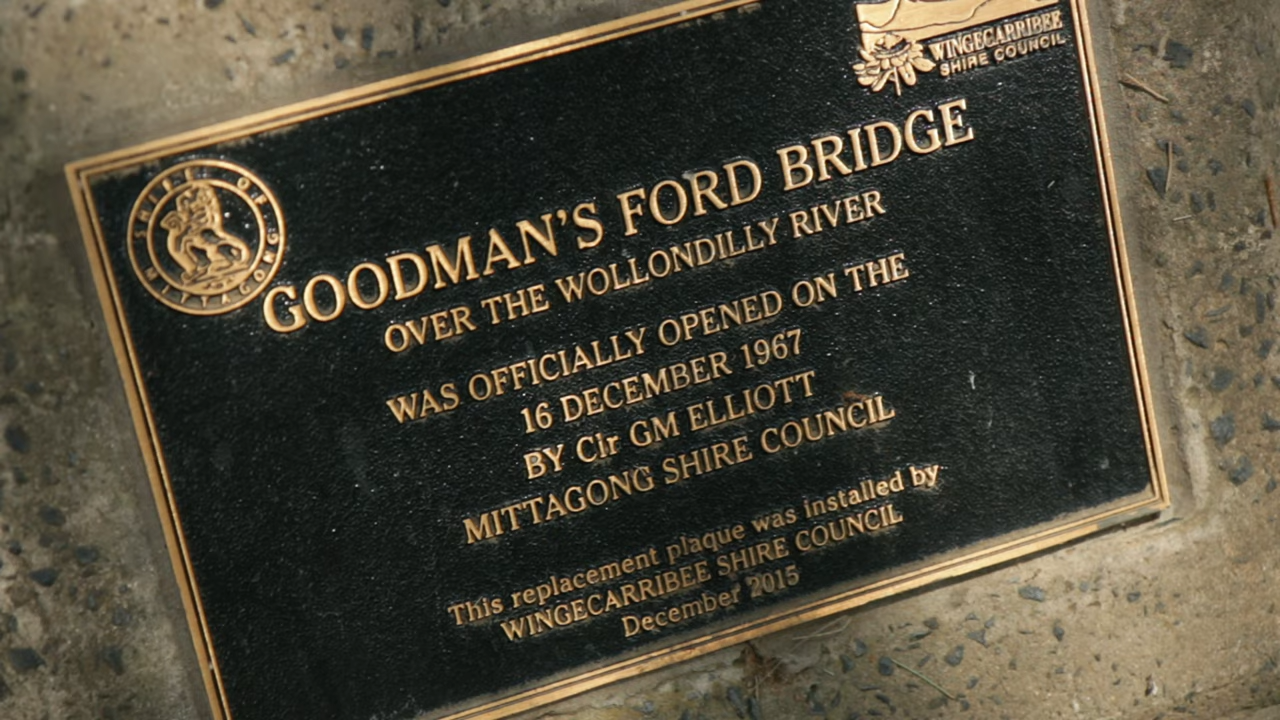 WINGECARRIBEE
SHIRE COUNCIL
SHIRE OF
MITTAGONG
GOODMAN'S FORD BRIDGE
OVER THE WOLLONDILLY RIVER
WAS OFFICIALLY OPENED ON THE
16 DECEMBER 1967
BY Clr GM ELLIOTT
MITTAGONG SHIRE COUNCIL
This replacement plaque was installed by
WINGECARRIBEE SHIRE COUNCIL
December 2015